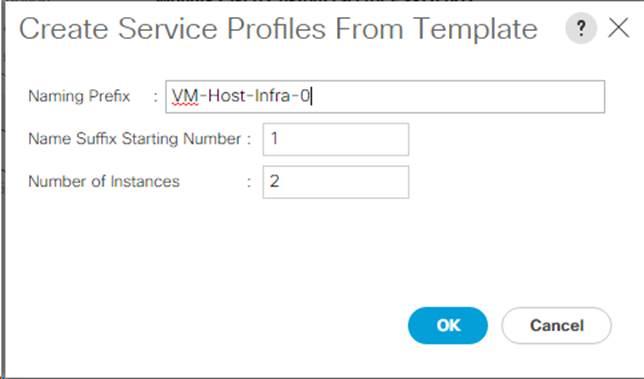 Create Service Profiles From Template ? ×
Naming Prefix : VM-Host-Infra-0
Name Suffix Starting Number : 1
Number of Instances : 2
OK Cancel